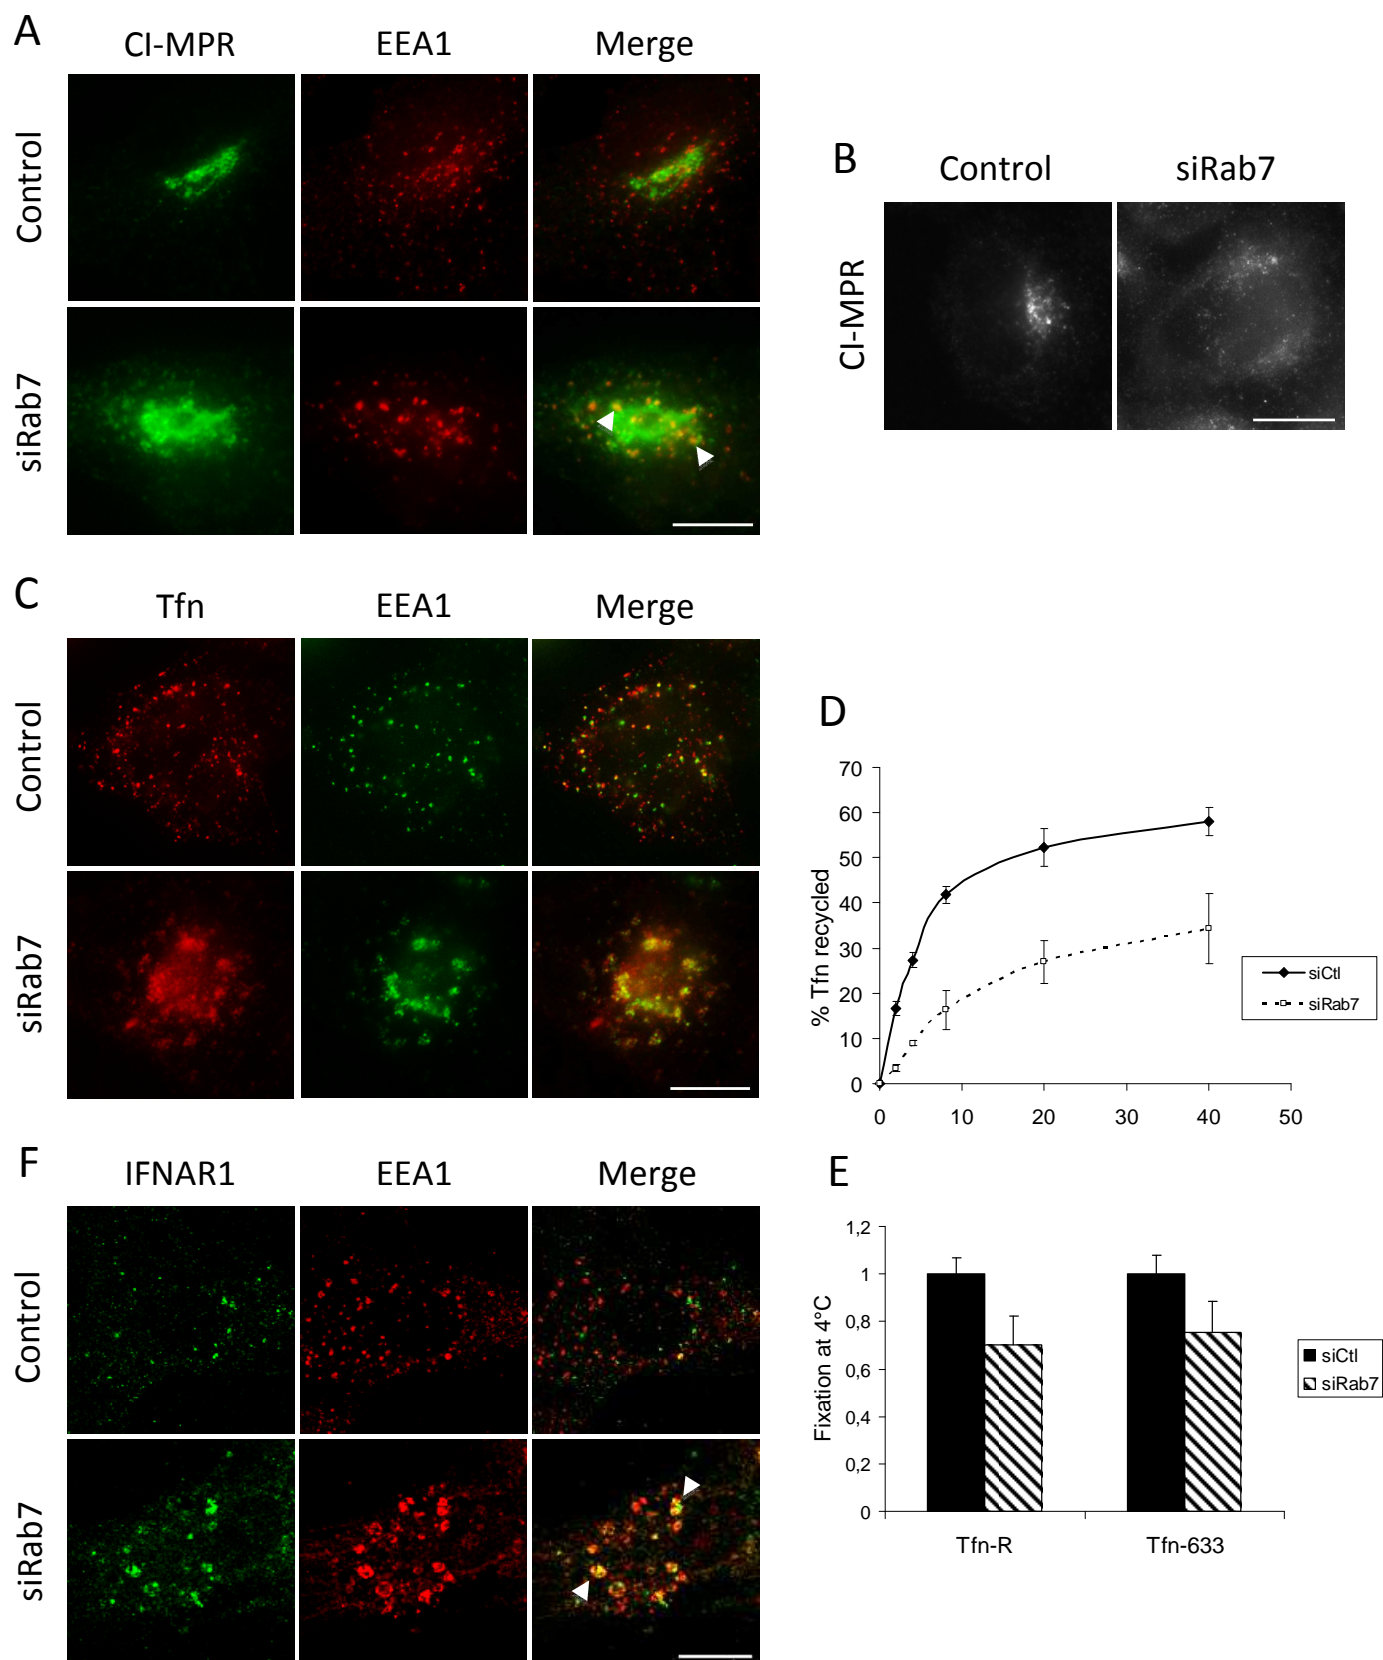 A
CI-MPR EEA1 Merge
Control
siRab7
B
Control siRab7
CI-MPR
C
Tfn EEA1 Merge
Control
siRab7
D
% Tfn recycled
70
60
50
40
30
20
10
0
0 10 20 30 40 50
siCtl
siRab7
F
IFNAR1 EEA1 Merge
Control
siRab7
E
Fixation at 4°C
1,2
1
0,8
0,6
0,4
0,2
0
Tfn-R Tfn-633
siCtl
siRab7